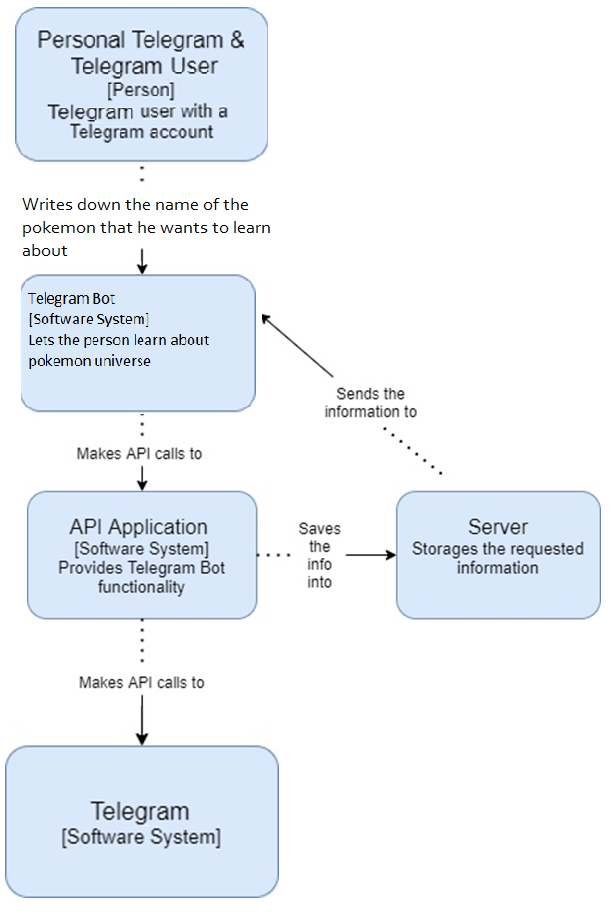 Personal Telegram &
Telegram User
[Person]
Telegram user with a
Telegram account
Writes down the name of the
pokemon that he wants to learn
about
Telegram Bot
[Software System]
Lets the person learn about
pokemon universe
Sends the
information to
Makes API calls to
API Application
[Software System]
Provides Telegram Bot
functionality
Saves
the
info
into
Server
Storages the requested
information
Makes API calls to
Telegram
[Software System]